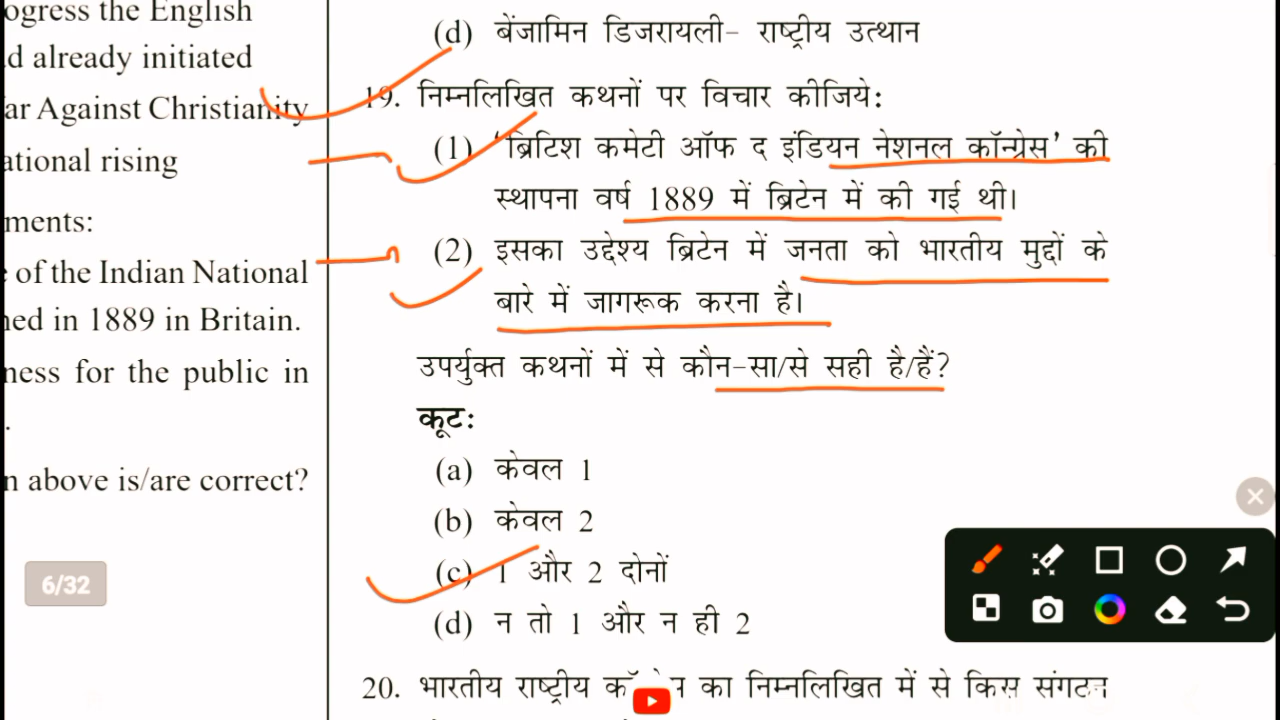 ogress the English
d already initiated
ar Against Christianity
ational rising
ments:
of the Indian National
ned in 1889 in Britain.
ness for the public in
.
n above is/are correct?
6/32
(d) बेंजामिन डिजरायली– राष्ट्रीय उत्थान
19. निम्नलिखित कथनों पर विचार कीजिये:
(1) ‘ब्रिटिश कमेटी ऑफ द इंडियन नेशनल कॉन्ग्रेस’ की
स्थापना वर्ष 1889 में ब्रिटेन में की गई थी।
(2) इसका उद्देश्य ब्रिटेन में जनता को भारतीय मुद्दों के
बारे में जागरूक करना है।
उपर्युक्त कथनों में से कौन-सा/से सही है/हैं?
कूट:
(a) केवल 1
(b) केवल 2
(c) 1 और 2 दोनों
(d) न तो 1 और न ही 2
20. भारतीय राष्ट्रीय का निम्नलिखित में से किस संगठन